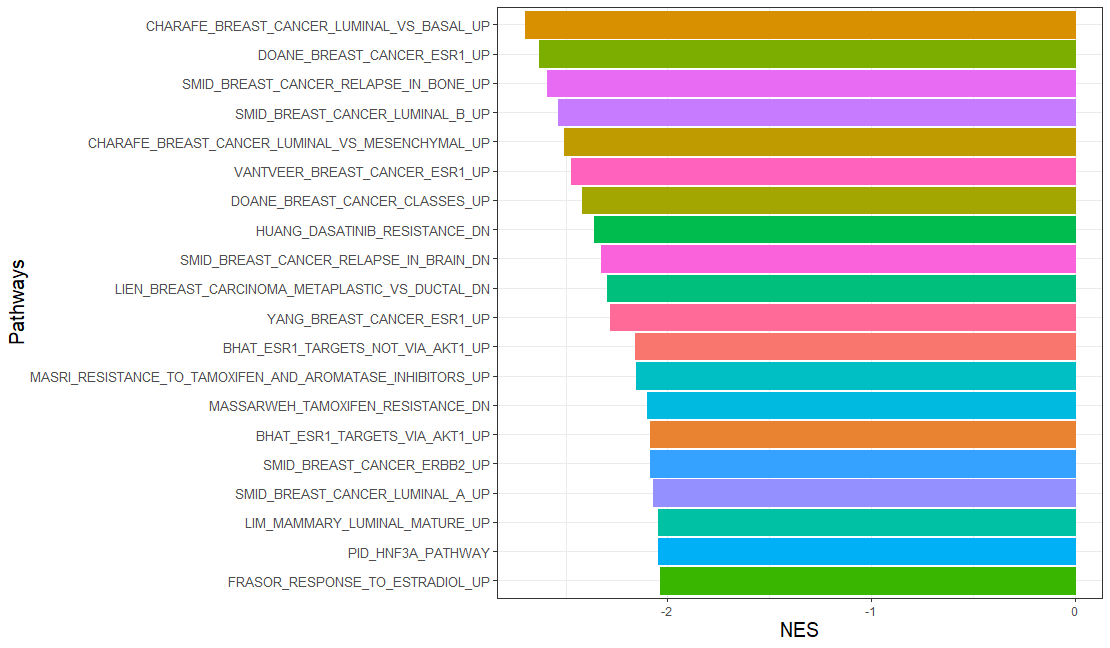 CHARAFE_BREAST_CANCER_LUMINAL_VS_BASAL_UP
DOANE_BREAST_CANCER_ESR1_UP
SMID_BREAST_CANCER_RELAPSE_IN_BONE_UP
SMID_BREAST_CANCER_LUMINAL_B_UP
CHARAFE_BREAST_CANCER_LUMINAL_VS_MESENCHYMAL_UP
VANTVEER_BREAST_CANCER_ESR1_UP
DOANE_BREAST_CANCER_CLASSES_UP
HUANG_DASATINIB_RESISTANCE_DN
SMID_BREAST_CANCER_RELAPSE_IN_BRAIN_DN
LIEN_BREAST_CARCINOMA_METAPLASTIC_VS_DUCTAL_DN
YANG_BREAST_CANCER_ESR1_UP
BHAT_ESR1_TARGETS_NOT_VIA_AKT1_UP
MASRI_RESISTANCE_TO_TAMOXIFEN_AND_AROMATASE_INHIBITORS_UP
MASSARWEH_TAMOXIFEN_RESISTANCE_DN
BHAT_ESR1_TARGETS_VIA_AKT1_UP
SMID_BREAST_CANCER_ERBB2_UP
SMID_BREAST_CANCER_LUMINAL_A_UP
LIM_MAMMARY_LUMINAL_MATURE_UP
PID_HNF3A_PATHWAY
FRASOR_RESPONSE_TO_ESTRADIOL_UP
Pathways
-2 -1 0
NES